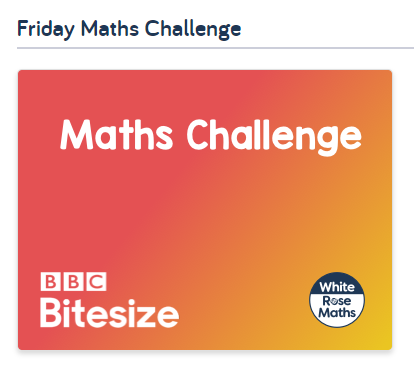 Friday Maths Challenge
Maths Challenge
BBC
Bitesize
White
Rose
Maths